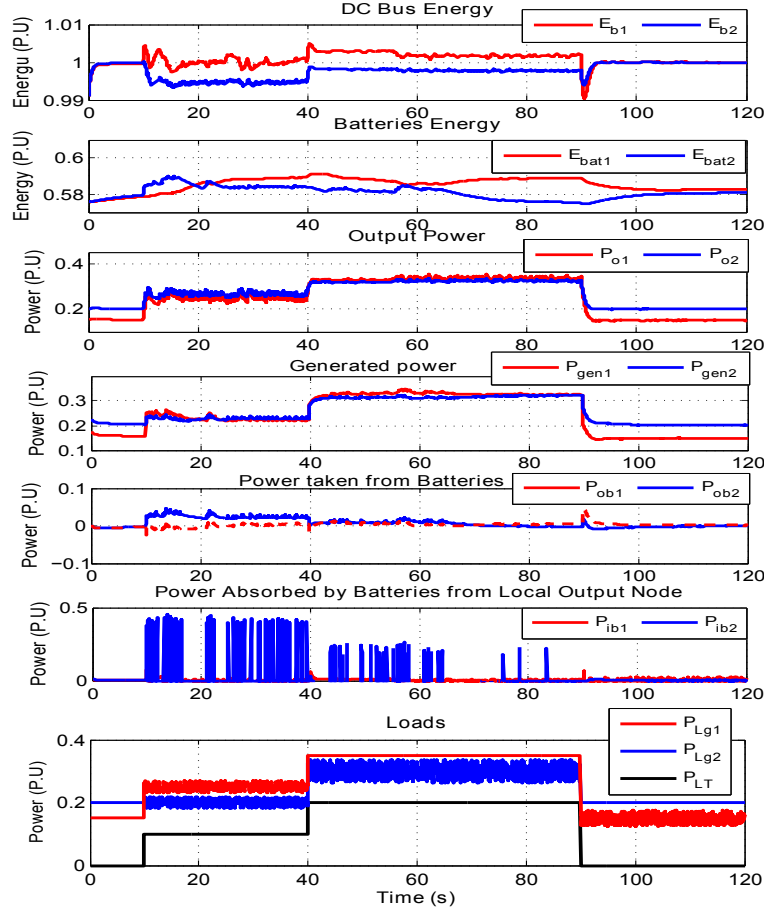 DC Bus Energy
Energu (P.U)
1.01
1
0.99
E_b1 E_b2
0 20 40 60 80 100 120
Batteries Energy
Energy (P.U)
0.6
0.58
E_bat1 E_bat2
0 20 40 60 80 100 120
Output Power
Power (P.U)
0.4
0.2
P_o1 P_o2
0 20 40 60 80 100 120
Generated power
Power (P.U)
0.3
0.2
0.1
P_gen1 P_gen2
0 20 40 60 80 100 120
Power taken from Batteries
Power (P.U)
0.1
0
−0.1
P_ob1 P_ob2
0 20 40 60 80 100 120
Power Absorbed by Batteries from Local Output Node
Power (P.U)
0.5
0
P_ib1 P_ib2
0 20 40 60 80 100 120
Loads
Power (P.U)
0.4
0.2
0
P_Lg1
P_Lg2
P_LT
0 20 40 60 80 100 120
Time (s)